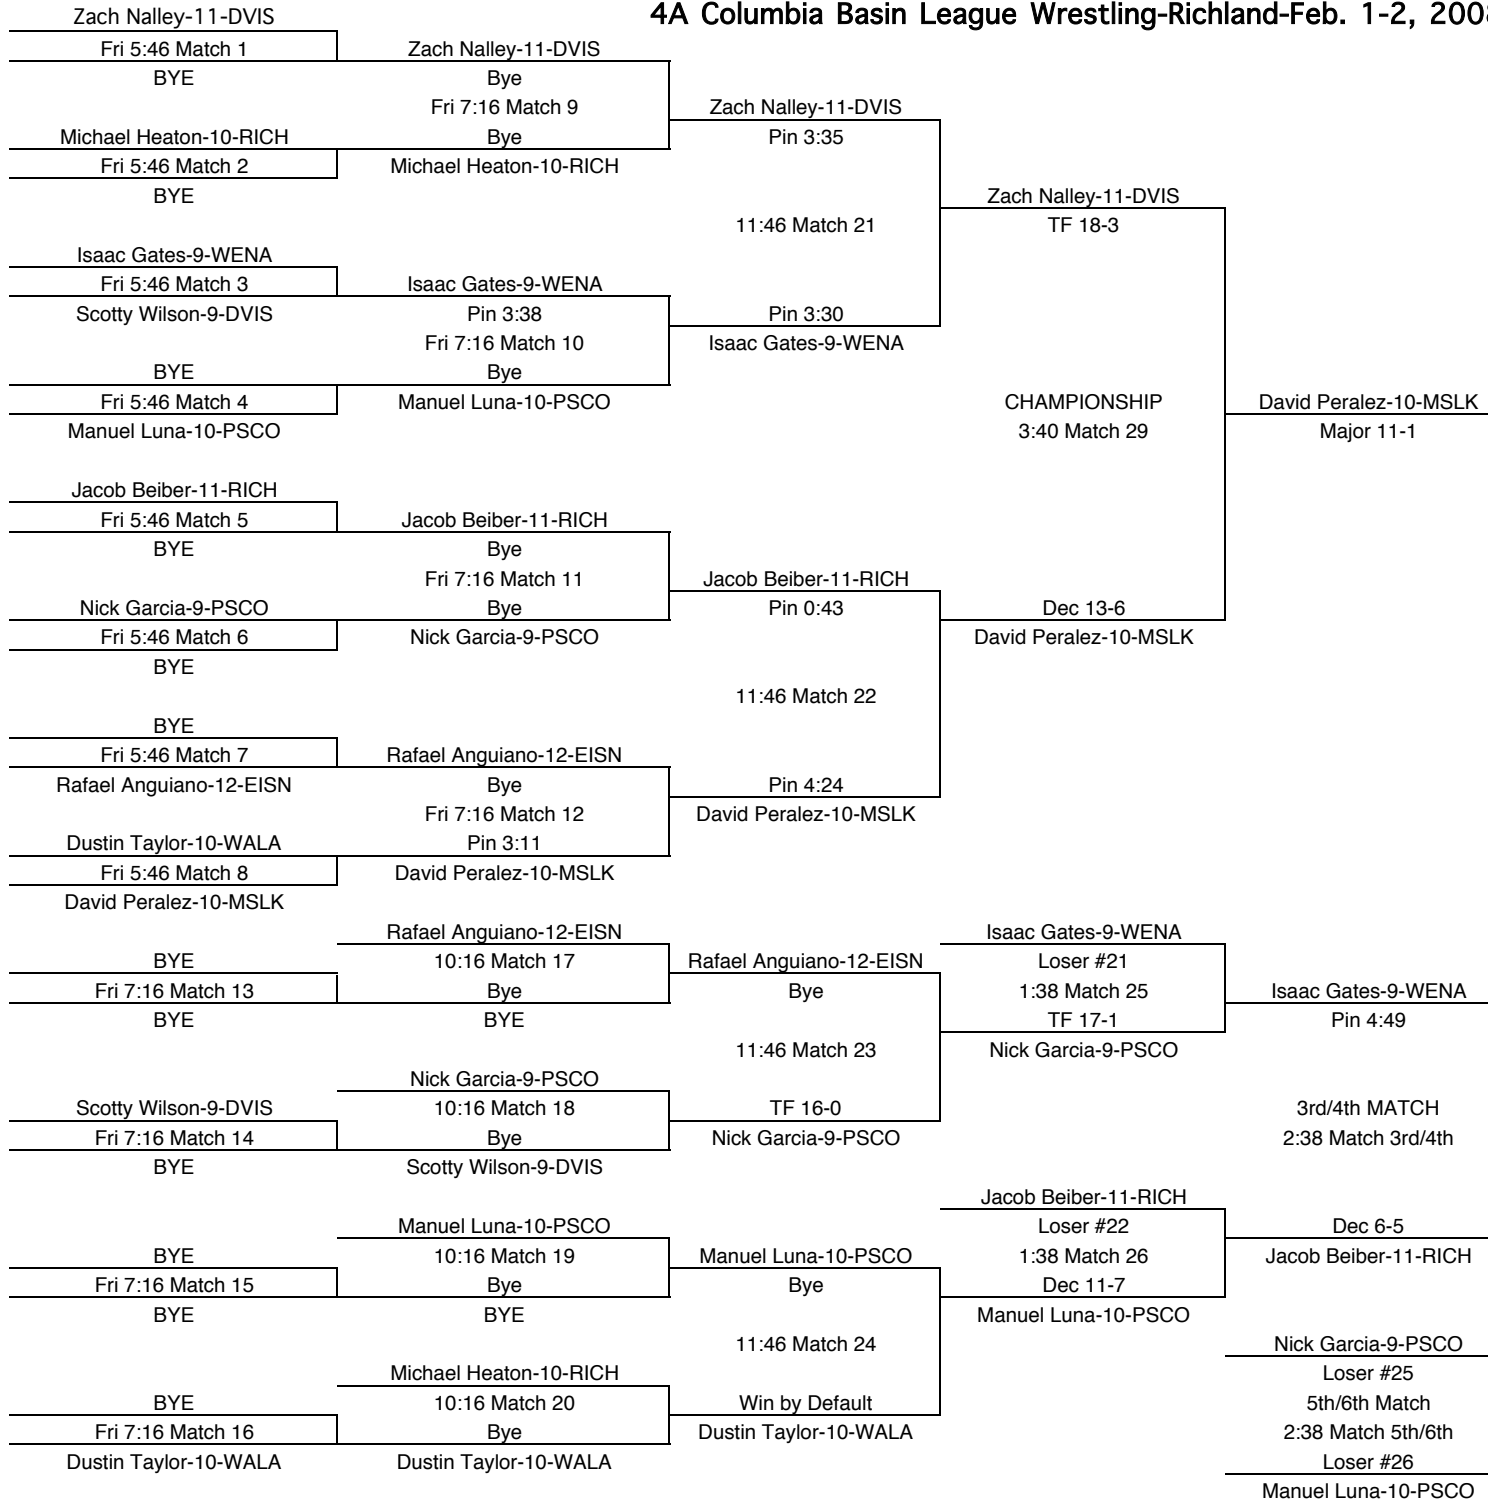 4A Columbia Basin League Wrestling-Richland-Feb. 1-2, 2008
Zach Nalley-11-DVIS
Fri 5:46 Match 1
BYE
Michael Heaton-10-RICH
Fri 5:46 Match 2
BYE
Isaac Gates-9-WENA
Fri 5:46 Match 3
Scotty Wilson-9-DVIS
BYE
Fri 5:46 Match 4
Manuel Luna-10-PSCO
Jacob Beiber-11-RICH
Fri 5:46 Match 5
BYE
Nick Garcia-9-PSCO
Fri 5:46 Match 6
BYE
BYE
Fri 5:46 Match 7
Rafael Anguiano-12-EISN
Dustin Taylor-10-WALA
Fri 5:46 Match 8
David Peralez-10-MSLK
Zach Nalley-11-DVIS
Bye
Fri 7:16 Match 9
Bye
Michael Heaton-10-RICH
Isaac Gates-9-WENA
Pin 3:38
Fri 7:16 Match 10
Bye
Manuel Luna-10-PSCO
Jacob Beiber-11-RICH
Bye
Fri 7:16 Match 11
Bye
Nick Garcia-9-PSCO
Rafael Anguiano-12-EISN
Bye
Fri 7:16 Match 12
Pin 3:11
David Peralez-10-MSLK
Zach Nalley-11-DVIS
Pin 3:35
11:46 Match 21
Pin 3:30
Isaac Gates-9-WENA
Jacob Beiber-11-RICH
Pin 0:43
11:46 Match 22
Pin 4:24
David Peralez-10-MSLK
Zach Nalley-11-DVIS
TF 18-3
CHAMPIONSHIP
3:40 Match 29
Dec 13-6
David Peralez-10-MSLK
David Peralez-10-MSLK
Major 11-1
BYE
Fri 7:16 Match 13
BYE
Scotty Wilson-9-DVIS
Fri 7:16 Match 14
BYE
BYE
Fri 7:16 Match 15
BYE
BYE
Fri 7:16 Match 16
Dustin Taylor-10-WALA
Rafael Anguiano-12-EISN
10:16 Match 17
Bye
BYE
Nick Garcia-9-PSCO
10:16 Match 18
Bye
Scotty Wilson-9-DVIS
Manuel Luna-10-PSCO
10:16 Match 19
Bye
BYE
Michael Heaton-10-RICH
10:16 Match 20
Bye
Dustin Taylor-10-WALA
Rafael Anguiano-12-EISN
Bye
11:46 Match 23
TF 16-0
Nick Garcia-9-PSCO
Manuel Luna-10-PSCO
Bye
11:46 Match 24
Win by Default
Dustin Taylor-10-WALA
Isaac Gates-9-WENA
Loser #21
1:38 Match 25
TF 17-1
Nick Garcia-9-PSCO
Jacob Beiber-11-RICH
Loser #22
1:38 Match 26
Dec 11-7
Manuel Luna-10-PSCO
Isaac Gates-9-WENA
Pin 4:49
3rd/4th MATCH
2:38 Match 3rd/4th
Dec 6-5
Jacob Beiber-11-RICH
Nick Garcia-9-PSCO
Loser #25
5th/6th Match
2:38 Match 5th/6th
Loser #26
Manuel Luna-10-PSCO